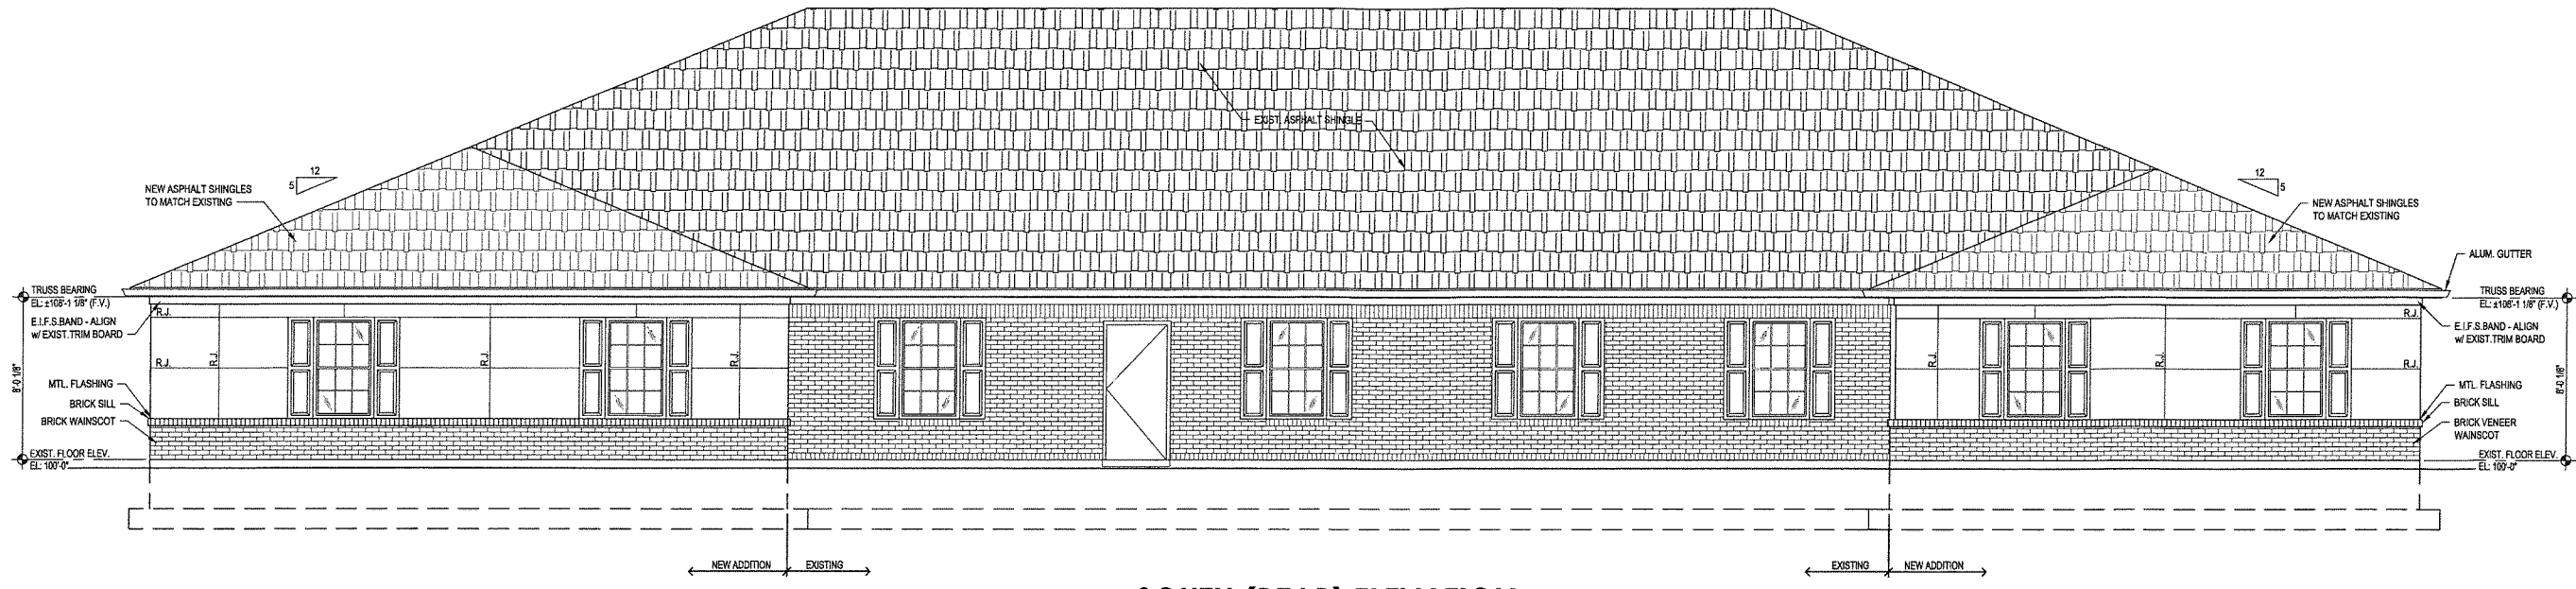 EXIST. ASPHALT SHINGLE
12
5
NEW ASPHALT SHINGLES
TO MATCH EXISTING
12
5
NEW ASPHALT SHINGLES
TO MATCH EXISTING
ALUM. GUTTER
TRUSS BEARING
EL: ±108'-1 1/8" (F.V.)
E.I.F.S.BAND - ALIGN
w/ EXIST.TRIM BOARD
R.J.
R.J.
R.J.
R.J.
R.J.
8'-0 1/8"
MTL. FLASHING
BRICK SILL
BRICK WAINSCOT
EXIST. FLOOR ELEV.
EL: 100'-0"
TRUSS BEARING
EL: ±108'-1 1/8" (F.V.)
E.I.F.S.BAND - ALIGN
w/ EXIST.TRIM BOARD
R.J.
R.J.
R.J.
R.J.
8'-0 1/8"
MTL. FLASHING
BRICK SILL
BRICK VENEER
WAINSCOT
EXIST. FLOOR ELEV.
EL: 100'-0"
NEW ADDITION
EXISTING
EXISTING
NEW ADDITION